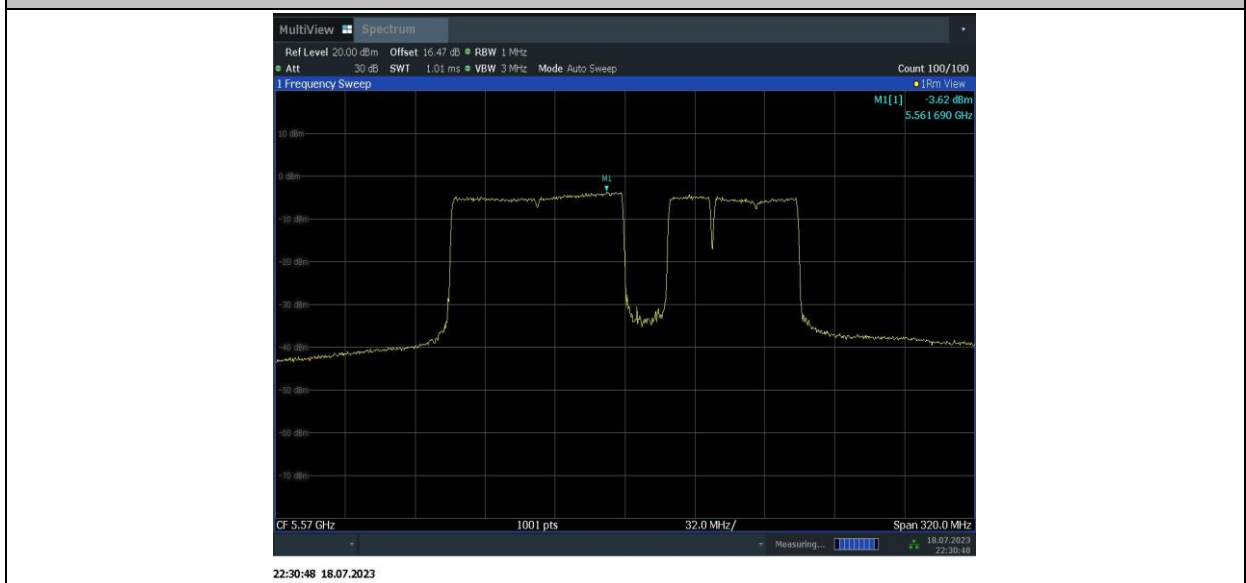 MultiView Spectrum
Ref Level 20.00 dBm Offset 16.47 dB RBW 1 MHz
Att 30 dB SWT 1.01 ms VBW 3 MHz Mode Auto Sweep Count 100/100
1 Frequency Sweep 1Rm View
M1[1] -3.62 dBm
5.561 690 GHz
10 dBm
0 dBm
M1
-10 dBm
-20 dBm
-30 dBm
-40 dBm
-50 dBm
-60 dBm
-70 dBm
CF 5.57 GHz 1001 pts 32.0 MHz/ Span 320.0 MHz
Measuring... 18.07.2023
22:30:48
22:30:48 18.07.2023